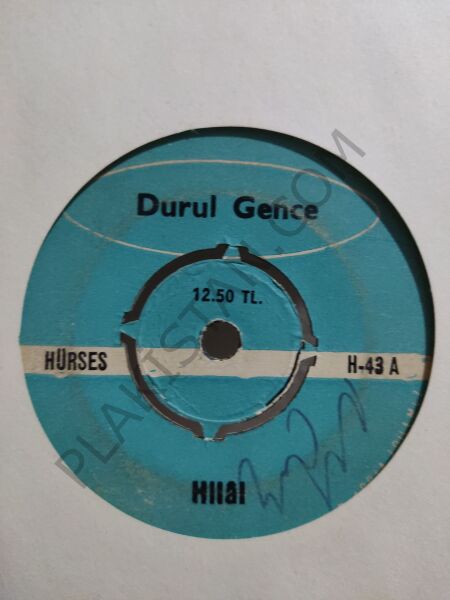 Durul Gence
12.50 TL.
HÜRSES
H-43 A
Hilâl
PLAKISTAN.COM